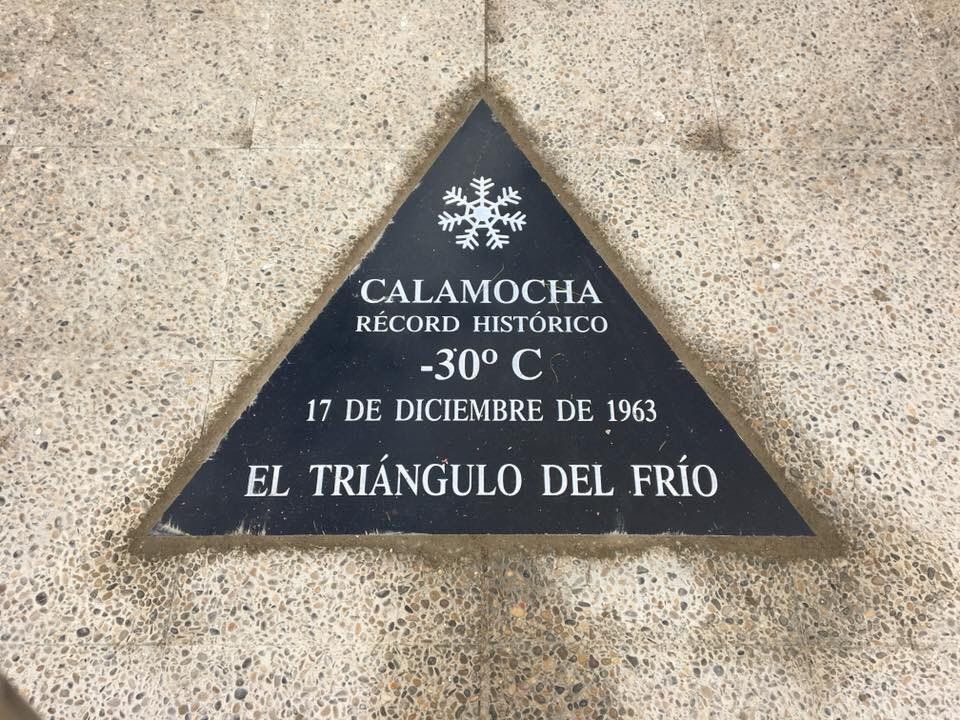 CALAMOCHA
RÉCORD HISTÓRICO
-30º C
17 DE DICIEMBRE DE 1963
EL TRIÁNGULO DEL FRÍO